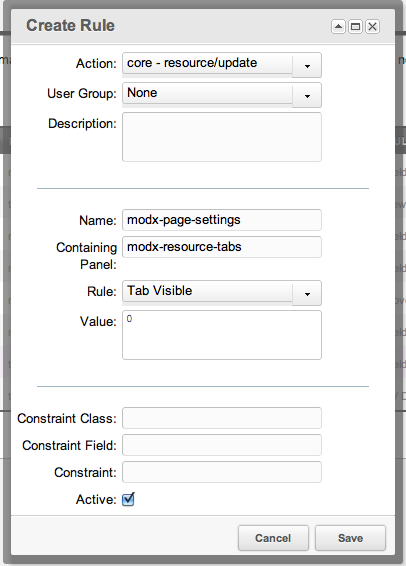 Create Rule
Action: core - resource/update
User Group: None
Description:
Name: modx-page-settings
Containing Panel: modx-resource-tabs
Rule: Tab Visible
Value: 0
Constraint Class:
Constraint Field:
Constraint:
Active:
Cancel Save